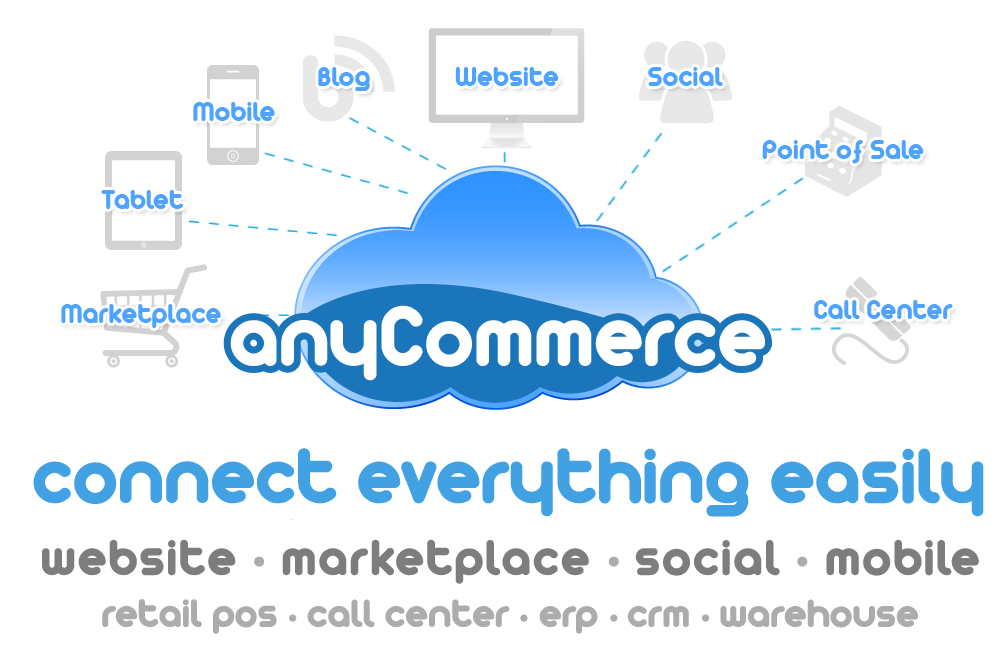 Blog
Website
Social
Mobile
Point of Sale
Tablet
Marketplace
Call Center
anyCommerce
connect everything easily
website • marketplace • social • mobile
retail pos • call center • erp • crm • warehouse